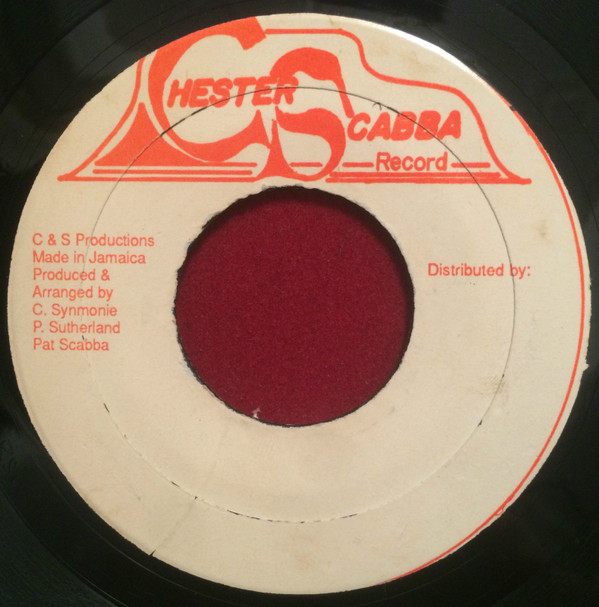 CHESTER
SCABBA
Record
C & S Productions
Made in Jamaica
Produced &
Arranged by
C. Synmonie
P. Sutherland
Pat Scabba
Distributed by: